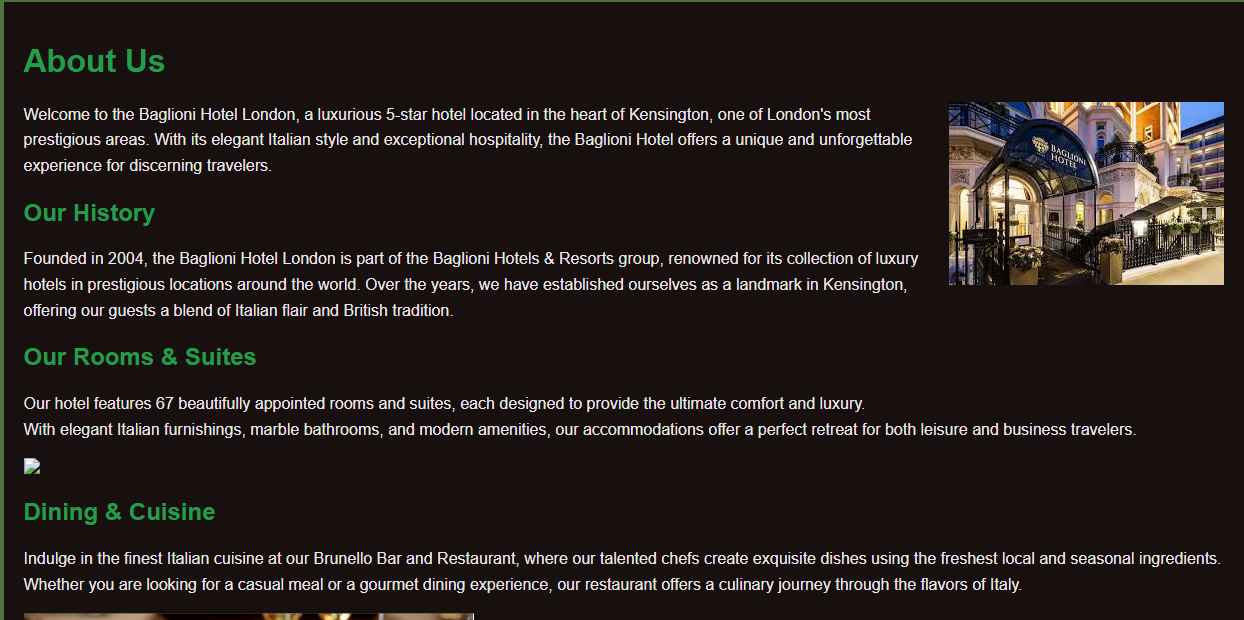 About Us
Welcome to the Baglioni Hotel London, a luxurious 5-star hotel located in the heart of Kensington, one of London's most
prestigious areas. With its elegant Italian style and exceptional hospitality, the Baglioni Hotel offers a unique and unforgettable
experience for discerning travelers.
BAGLIONI
HOTEL
Our History
Founded in 2004, the Baglioni Hotel London is part of the Baglioni Hotels & Resorts group, renowned for its collection of luxury
hotels in prestigious locations around the world. Over the years, we have established ourselves as a landmark in Kensington,
offering our guests a blend of Italian flair and British tradition.
Our Rooms & Suites
Our hotel features 67 beautifully appointed rooms and suites, each designed to provide the ultimate comfort and luxury.
With elegant Italian furnishings, marble bathrooms, and modern amenities, our accommodations offer a perfect retreat for both leisure and business travelers.
Dining & Cuisine
Indulge in the finest Italian cuisine at our Brunello Bar and Restaurant, where our talented chefs create exquisite dishes using the freshest local and seasonal ingredients.
Whether you are looking for a casual meal or a gourmet dining experience, our restaurant offers a culinary journey through the flavors of Italy.